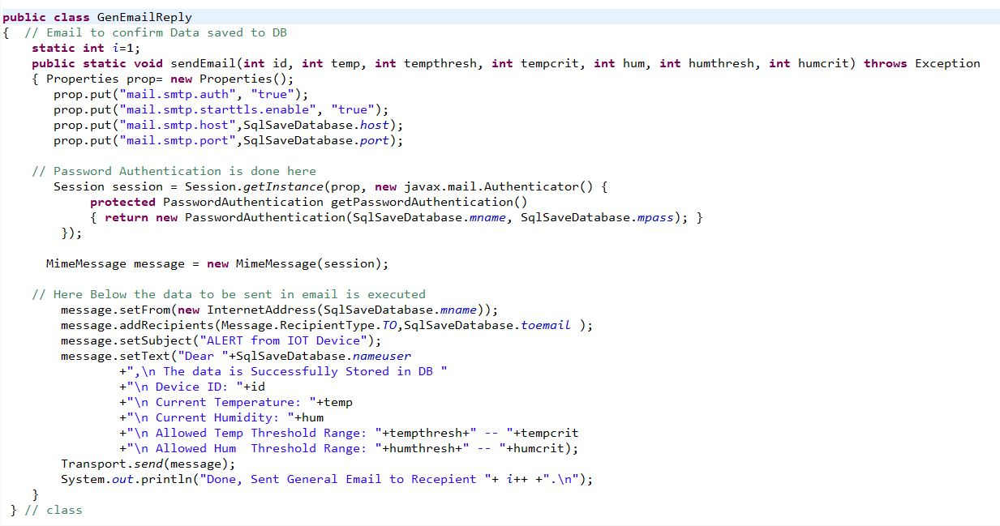 public class GenEmailReply
{  // Email to confirm Data saved to DB
    static int i=1;
    public static void sendEmail(int id, int temp, int tempthresh, int tempcrit, int hum, int humthresh, int humcrit) throws Exception
    { Properties prop= new Properties();
       prop.put("mail.smtp.auth", "true");
       prop.put("mail.smtp.starttls.enable", "true");
       prop.put("mail.smtp.host",SqlSaveDatabase.host);
       prop.put("mail.smtp.port",SqlSaveDatabase.port);

    // Password Authentication is done here
       Session session = Session.getInstance(prop, new javax.mail.Authenticator() {
            protected PasswordAuthentication getPasswordAuthentication()
            { return new PasswordAuthentication(SqlSaveDatabase.mname, SqlSaveDatabase.mpass); }
        });

      MimeMessage message = new MimeMessage(session);

    // Here Below the data to be sent in email is executed
        message.setFrom(new InternetAddress(SqlSaveDatabase.mname));
        message.addRecipients(Message.RecipientType.TO,SqlSaveDatabase.toemail );
        message.setSubject("ALERT from IOT Device");
        message.setText("Dear "+SqlSaveDatabase.nameuser
                +",\n The data is Successfully Stored in DB "
                +"\n Device ID: "+id
                +"\n Current Temperature: "+temp
                +"\n Current Humidity: "+hum
                +"\n Allowed Temp Threshold Range: "+tempthresh+" -- "+tempcrit
                +"\n Allowed Hum  Threshold Range: "+humthresh+" -- "+humcrit);
        Transport.send(message);
        System.out.println("Done, Sent General Email to Recepient "+ i++ +".\n");
    }
 } // class